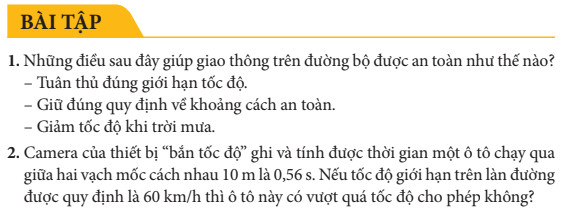 BÀI TẬP
1. Những điều sau đây giúp giao thông trên đường bộ được an toàn như thế nào?
– Tuân thủ đúng giới hạn tốc độ.
– Giữ đúng quy định về khoảng cách an toàn.
– Giảm tốc độ khi trời mưa.
2. Camera của thiết bị “bắn tốc độ” ghi và tính được thời gian một ô tô chạy qua
giữa hai vạch mốc cách nhau 10 m là 0,56 s. Nếu tốc độ giới hạn trên làn đường
được quy định là 60 km/h thì ô tô này có vượt quá tốc độ cho phép không?